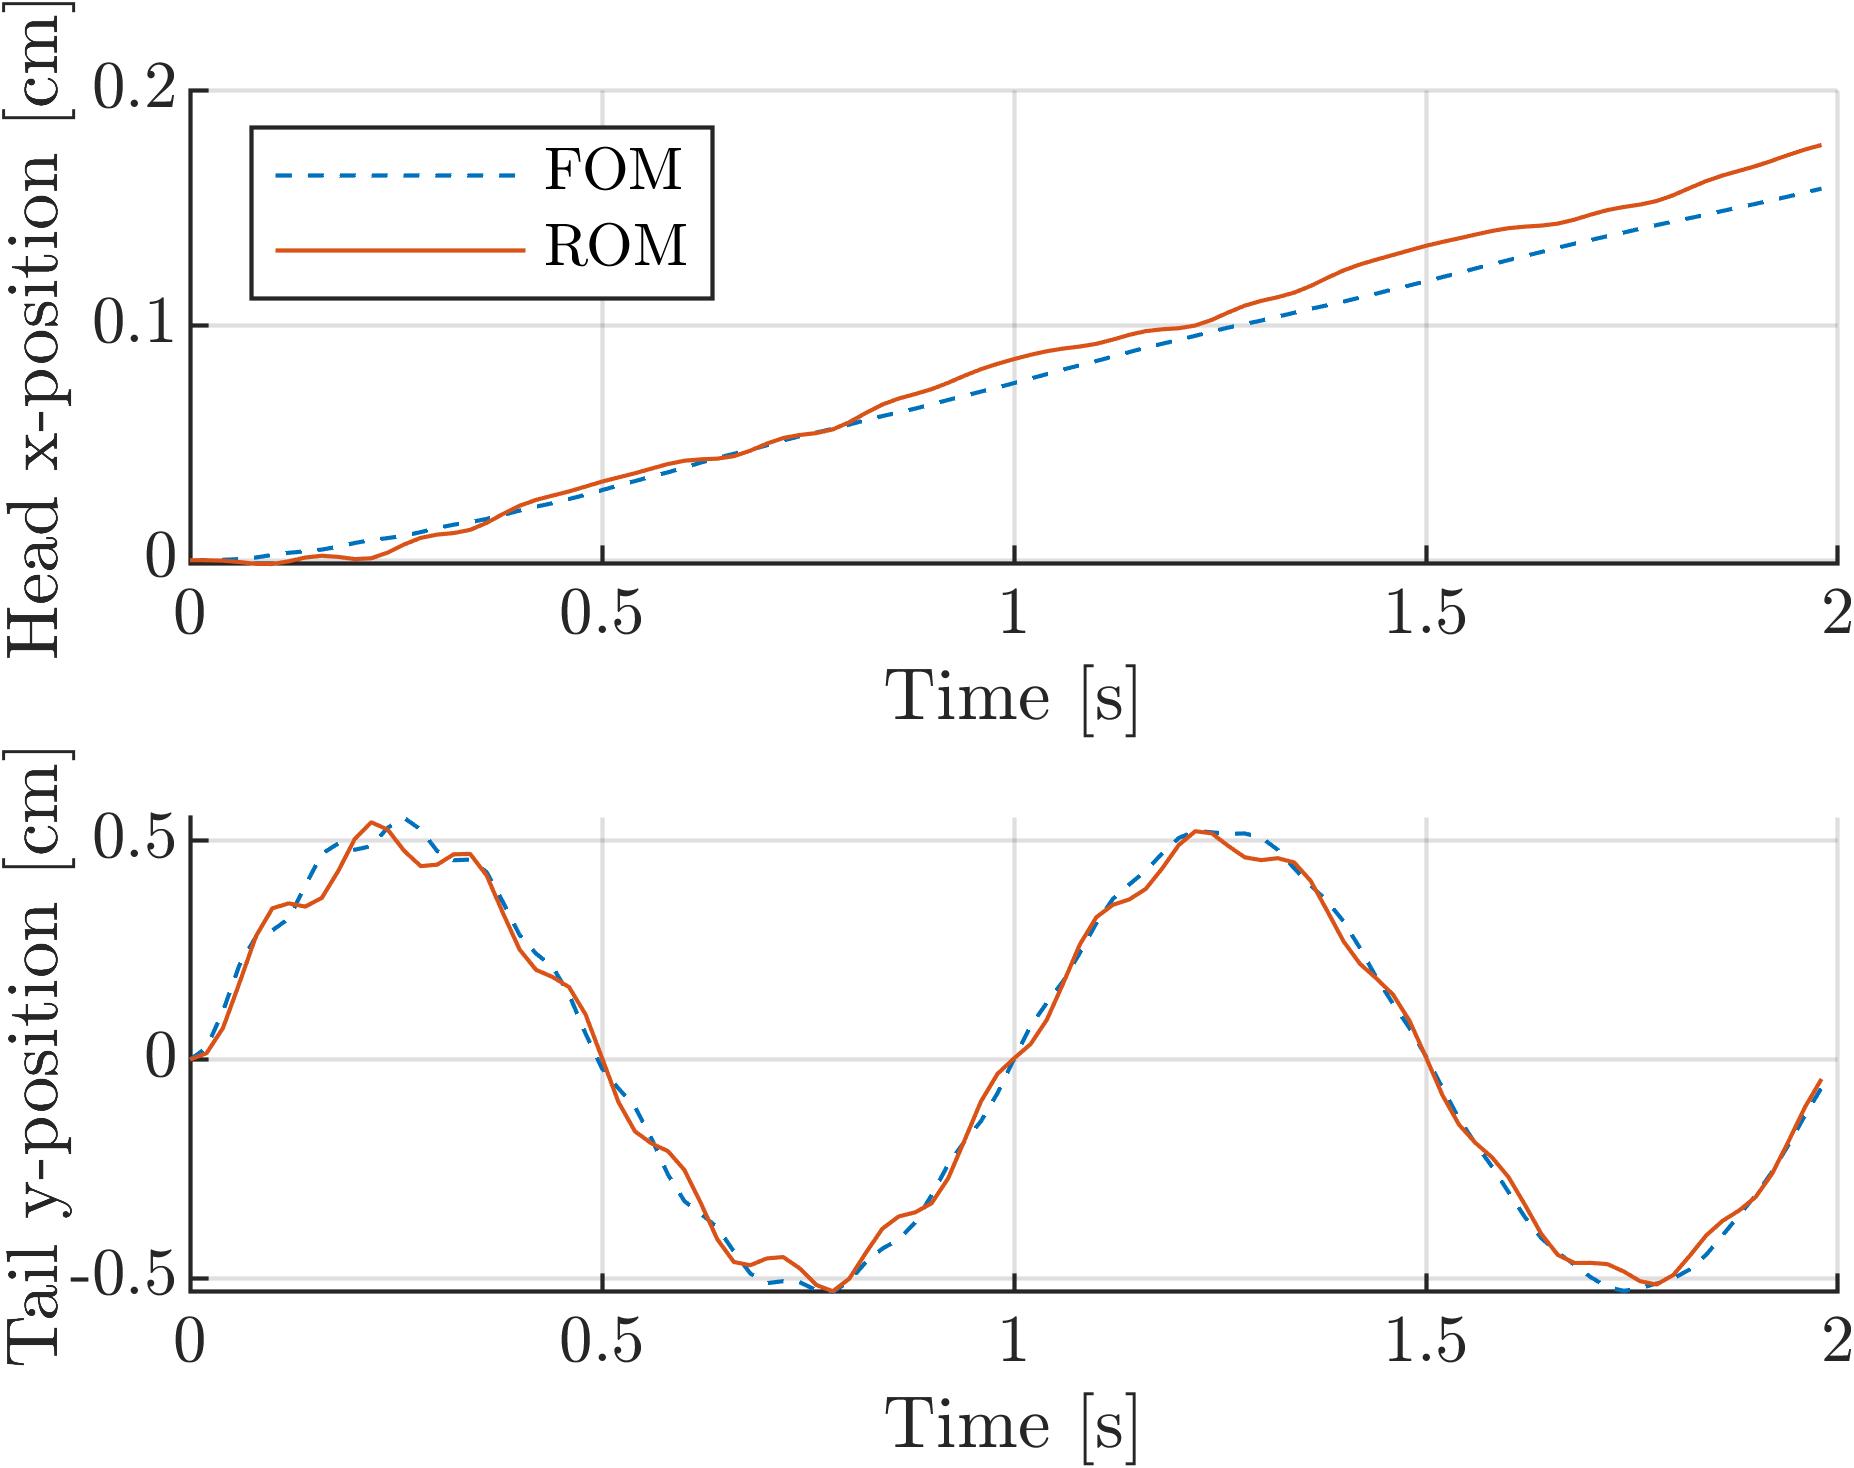 Head x-position [cm]
0.2
0.1
0
FOM
ROM
0 0.5 1 1.5 2
Time [s]
Tail y-position [cm]
0.5
0
-0.5
0 0.5 1 1.5 2
Time [s]